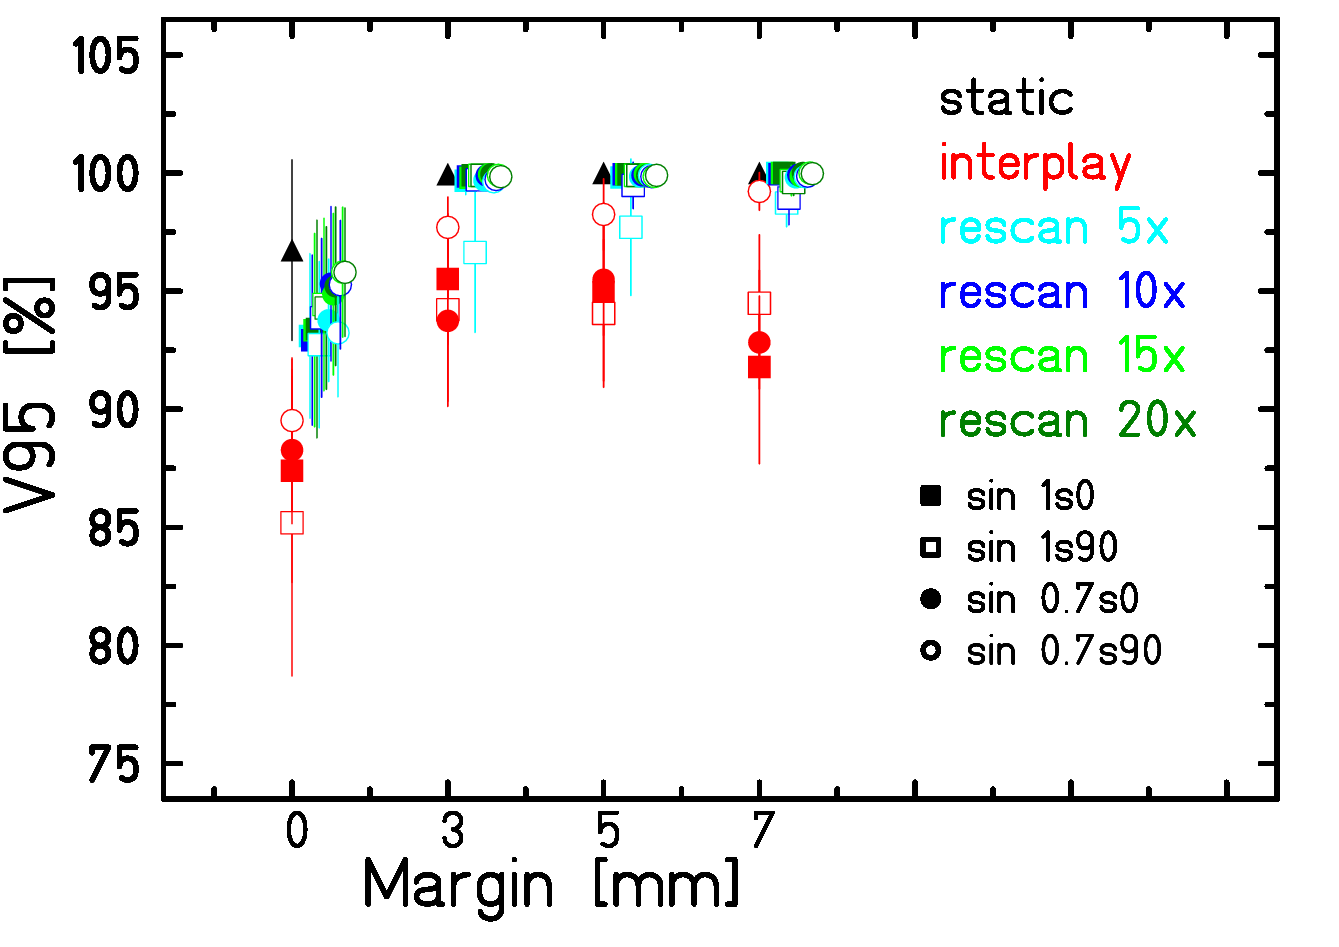 105
100
95
90
85
80
75
V95 [%]
0 3 5 7
Margin [mm]
static
interplay
rescan 5x
rescan 10x
rescan 15x
rescan 20x
sin 1s0
sin 1s90
sin 0.7s0
sin 0.7s90